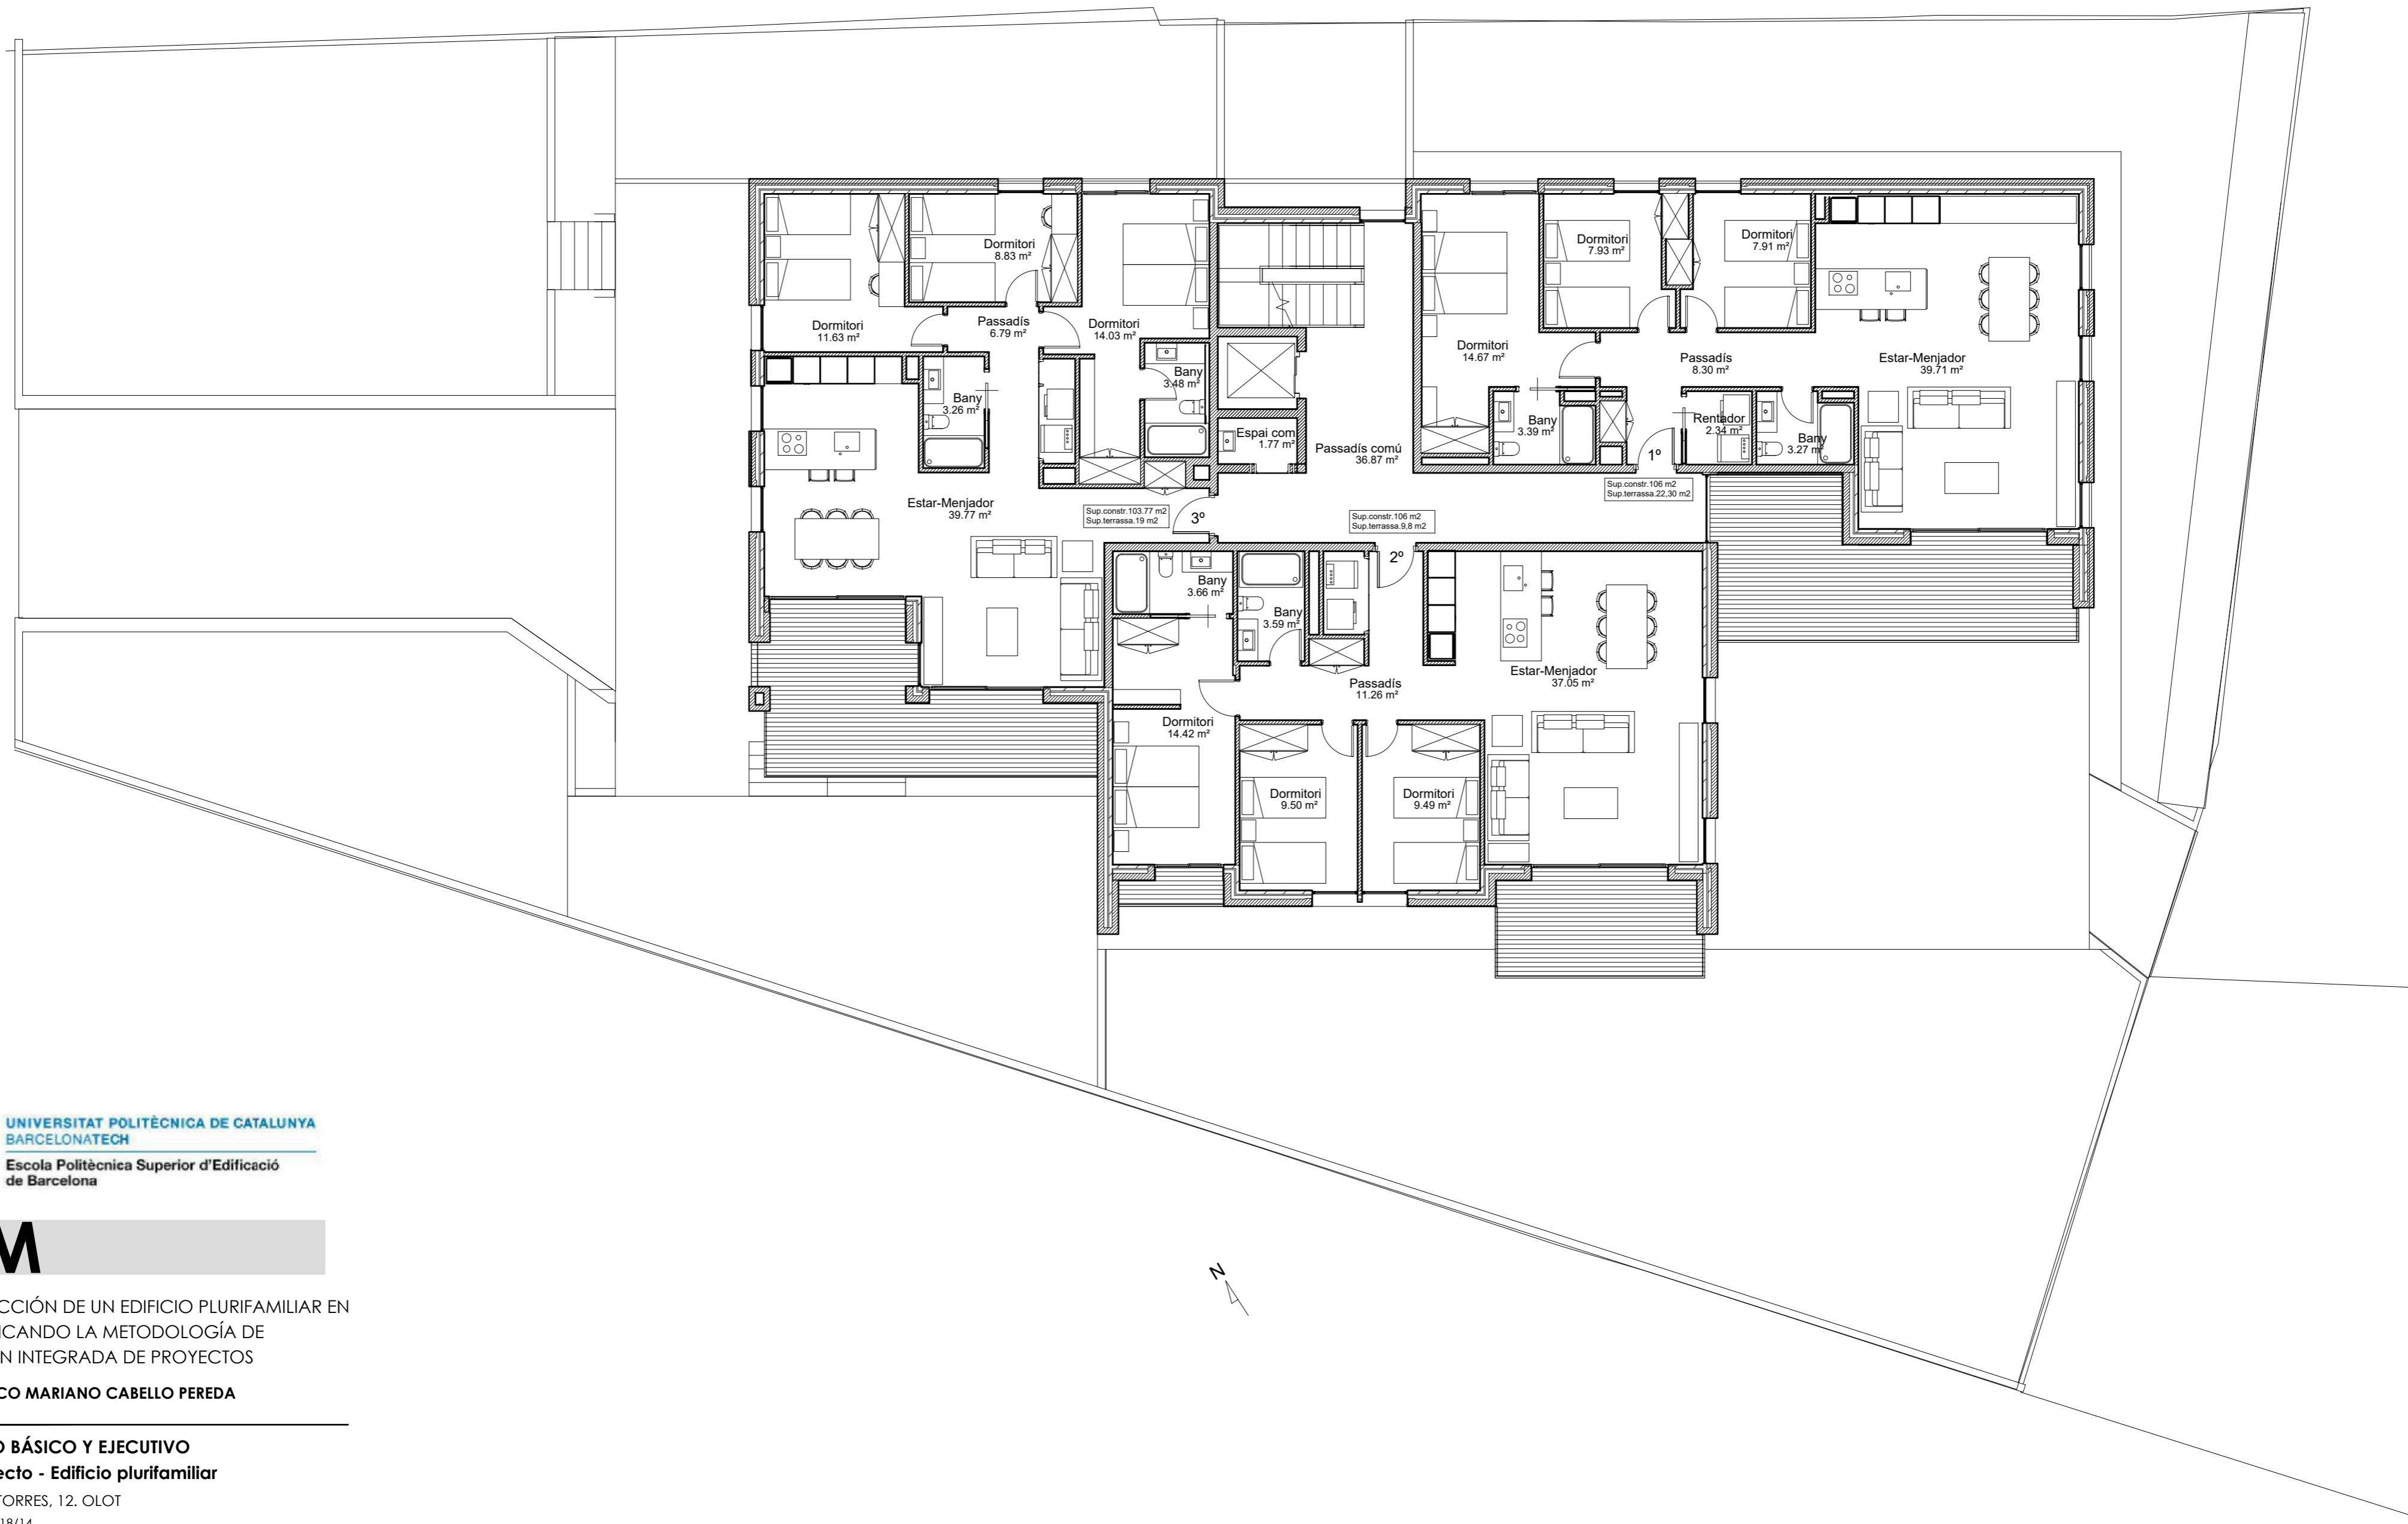 Dormitori
8.83 m²
Dormitori
11.63 m²
Passadís
6.79 m²
Dormitori
14.03 m²
Bany
3.48 m²
Bany
3.26 m²
Espai com
1.77 m²
Passadís comú
36.87 m²
Estar-Menjador
39.77 m²
Sup.constr.103.77 m2
Sup.terrassa.19 m2
3º
Dormitori
7.93 m²
Dormitori
7.91 m²
Dormitori
14.67 m²
Passadís
8.30 m²
Estar-Menjador
39.71 m²
Bany
3.39 m²
Rentador
2.34 m²
Bany
3.27 m²
1º
Sup.constr.106 m2
Sup.terrassa.22,30 m2
Sup.constr.106 m2
Sup.terrassa.9,8 m2
2º
Bany
3.66 m²
Bany
3.59 m²
Passadís
11.26 m²
Estar-Menjador
37.05 m²
Dormitori
14.42 m²
Dormitori
9.50 m²
Dormitori
9.49 m²
N
UNIVERSITAT POLITÈCNICA DE CATALUNYA
BARCELONATECH
Escola Politècnica Superior d'Edificació
de Barcelona
M
CCIÓN DE UN EDIFICIO PLURIFAMILIAR EN
ICANDO LA METODOLOGÍA DE
N INTEGRADA DE PROYECTOS
CO MARIANO CABELLO PEREDA
O BÁSICO Y EJECUTIVO
ecto - Edificio plurifamiliar
TORRES, 12. OLOT
18/14